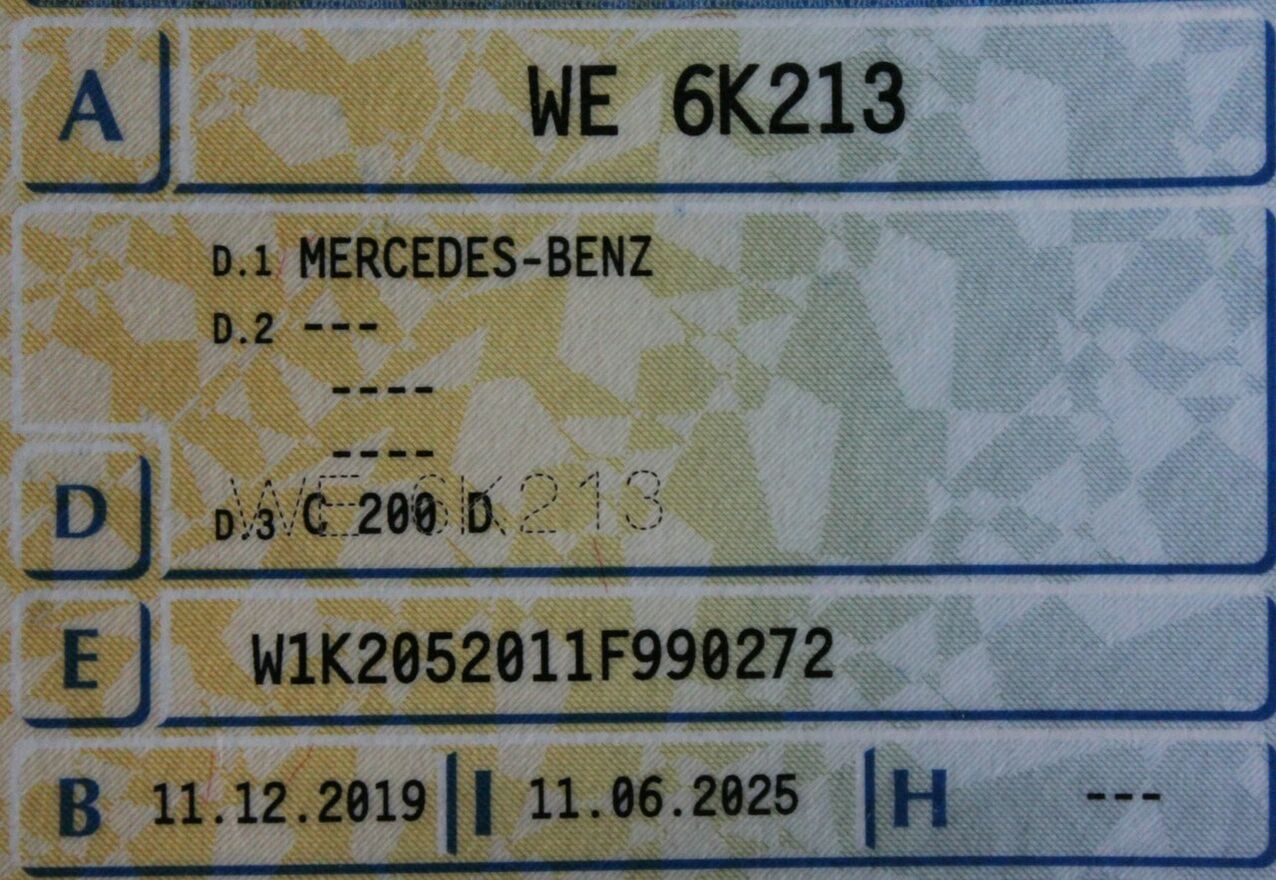 A WE 6K213
D.1 MERCEDES-BENZ
D.2 ---
----
----
WE 6K213
D D.3 C 200 D
E W1K2052011F990272
B 11.12.2019 I 11.06.2025 H ---